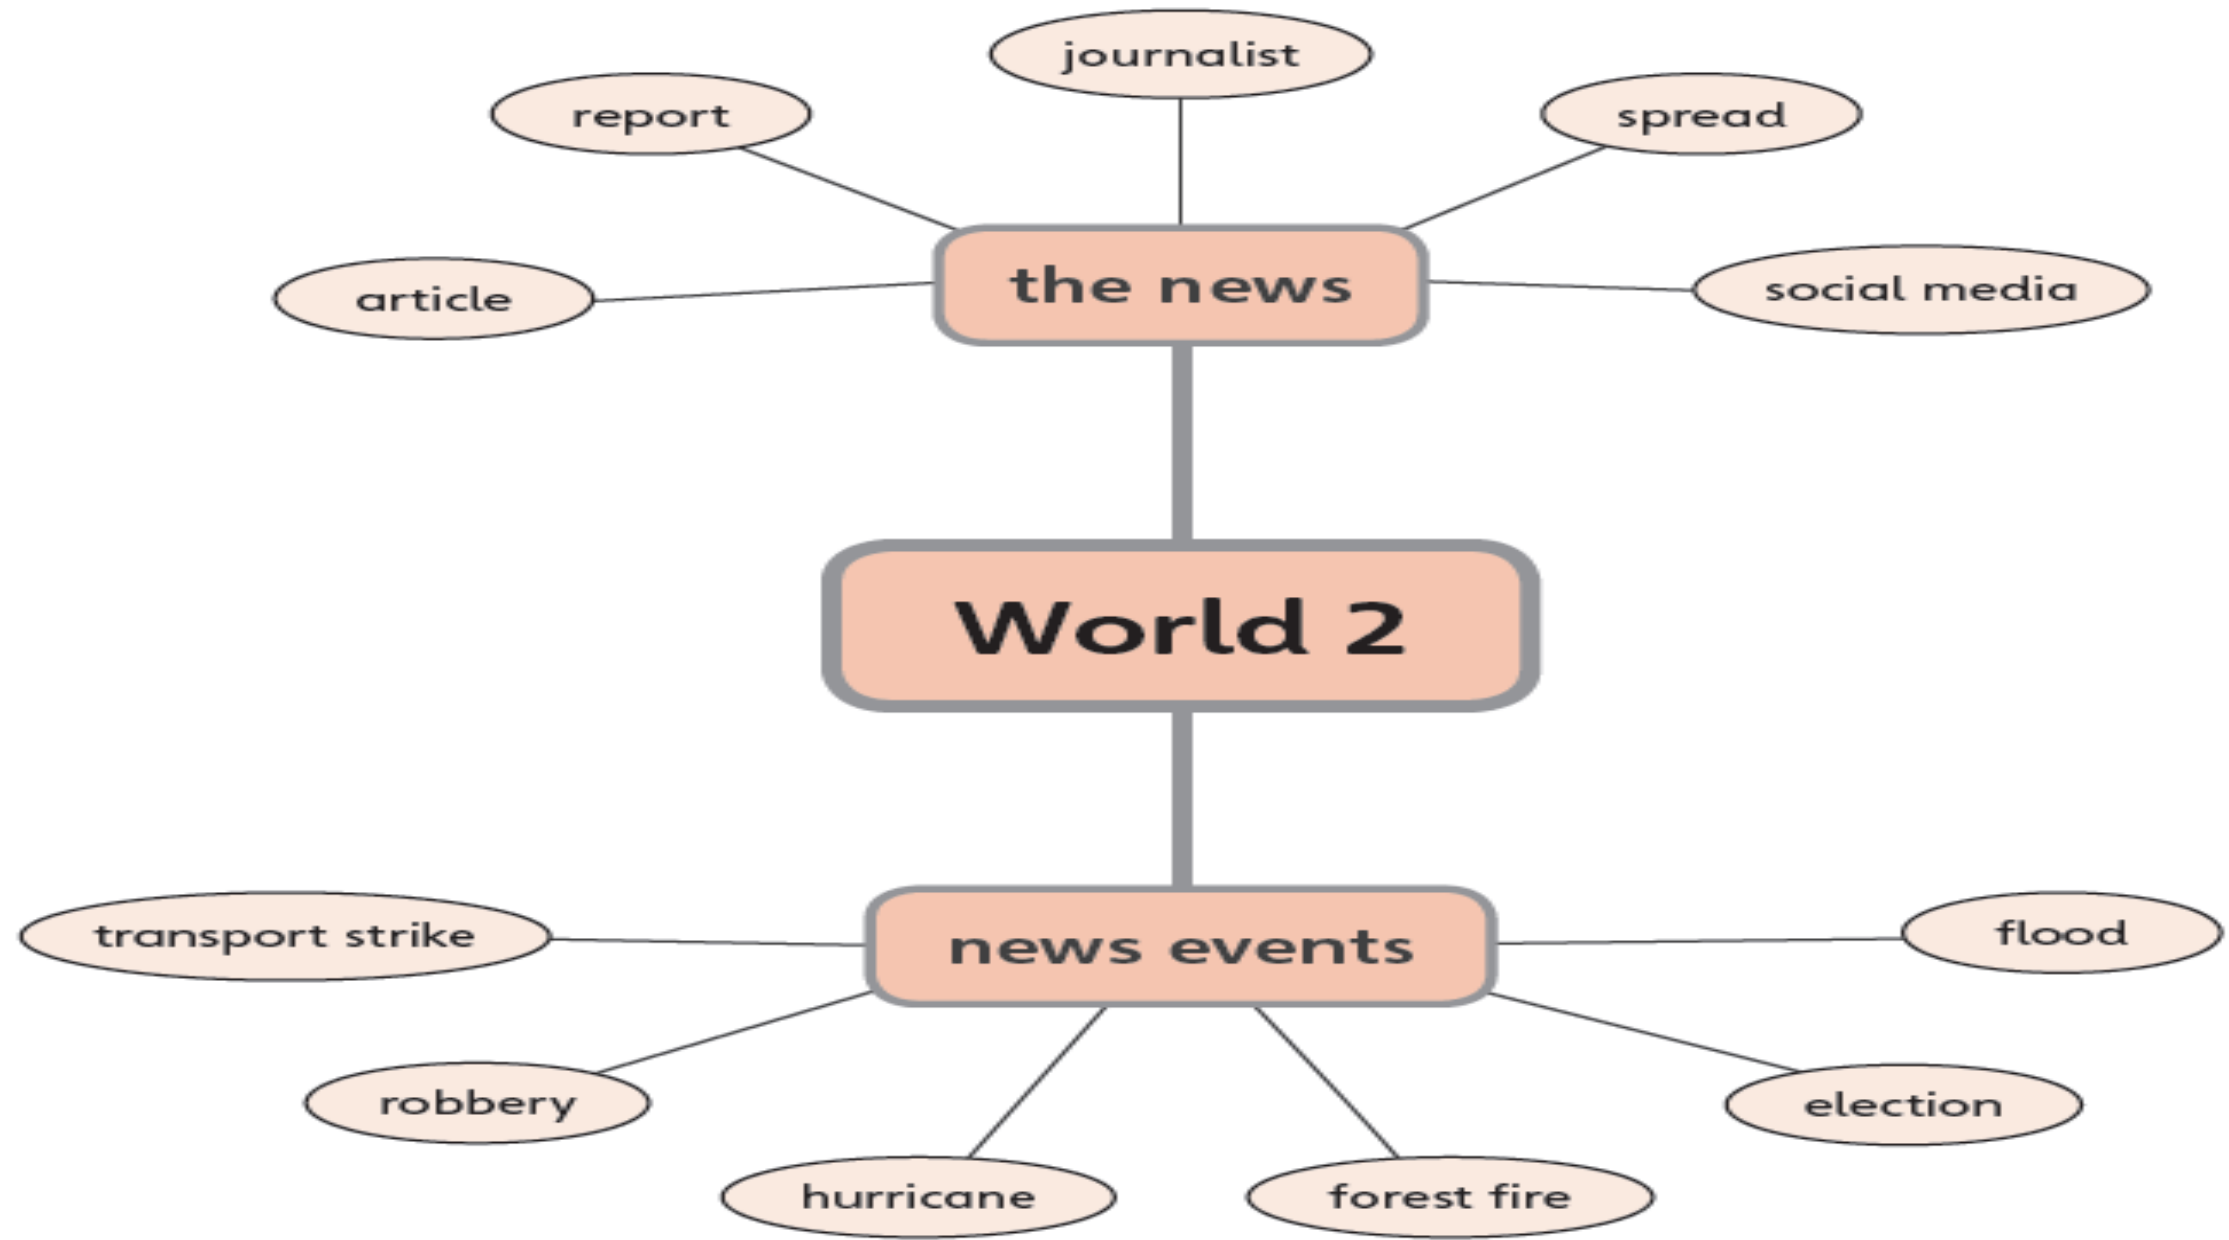 journalist
report
spread
the news
article
social media
World 2
transport strike
news events
flood
robbery
election
hurricane
forest fire